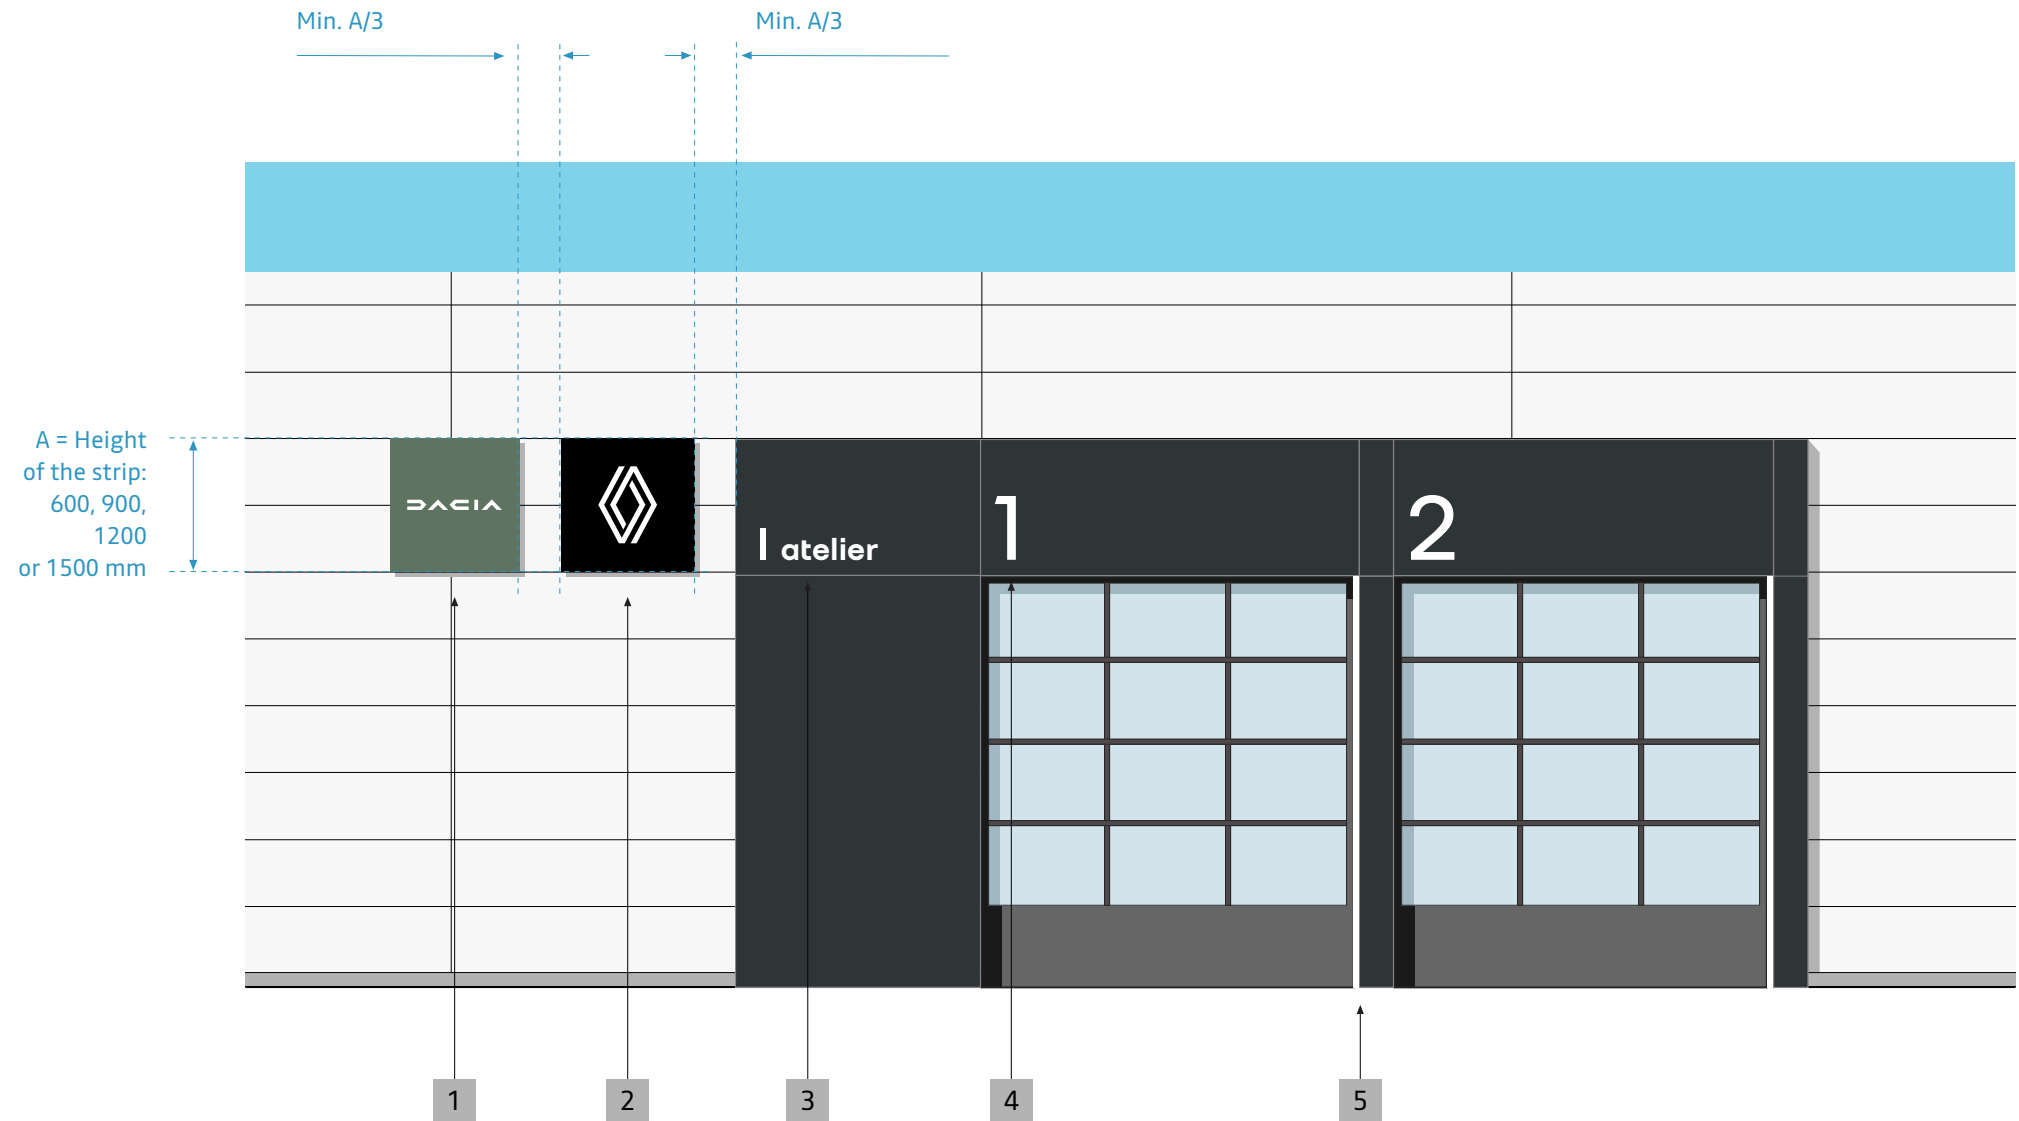 Min. A/3
Min. A/3
A = Height
of the strip:
600, 900,
1200
or 1500 mm
DACIA
atelier
1
2
1
2
3
4
5